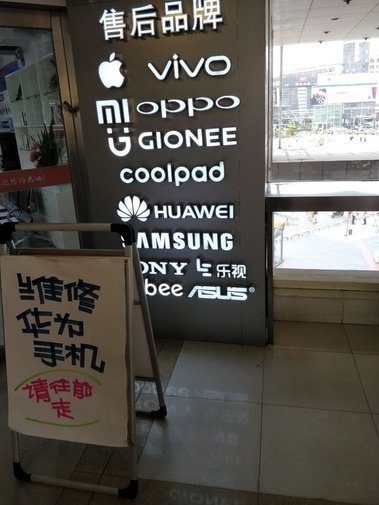 售后品牌
vivo
MI oppo
GIONEE
coolpad
HUAWEI
SAMSUNG
ONY 乐视
bee ASUS®
维修
华为
手机
请往前
走